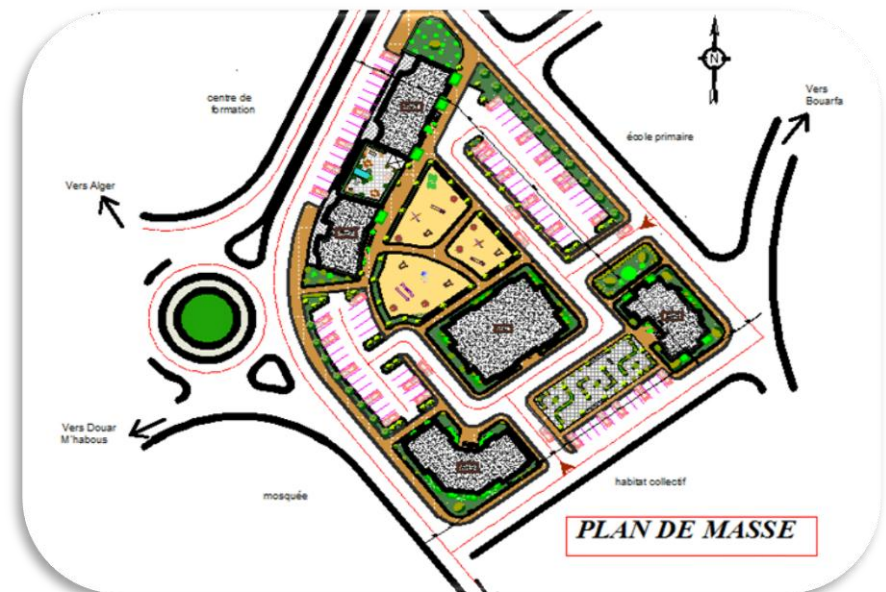 N
Vers
Bouarfa
centre de
formation
école primaire
Vers Alger
Vers Douar
M'habous
mosquée
habitat collectif
PLAN DE MASSE